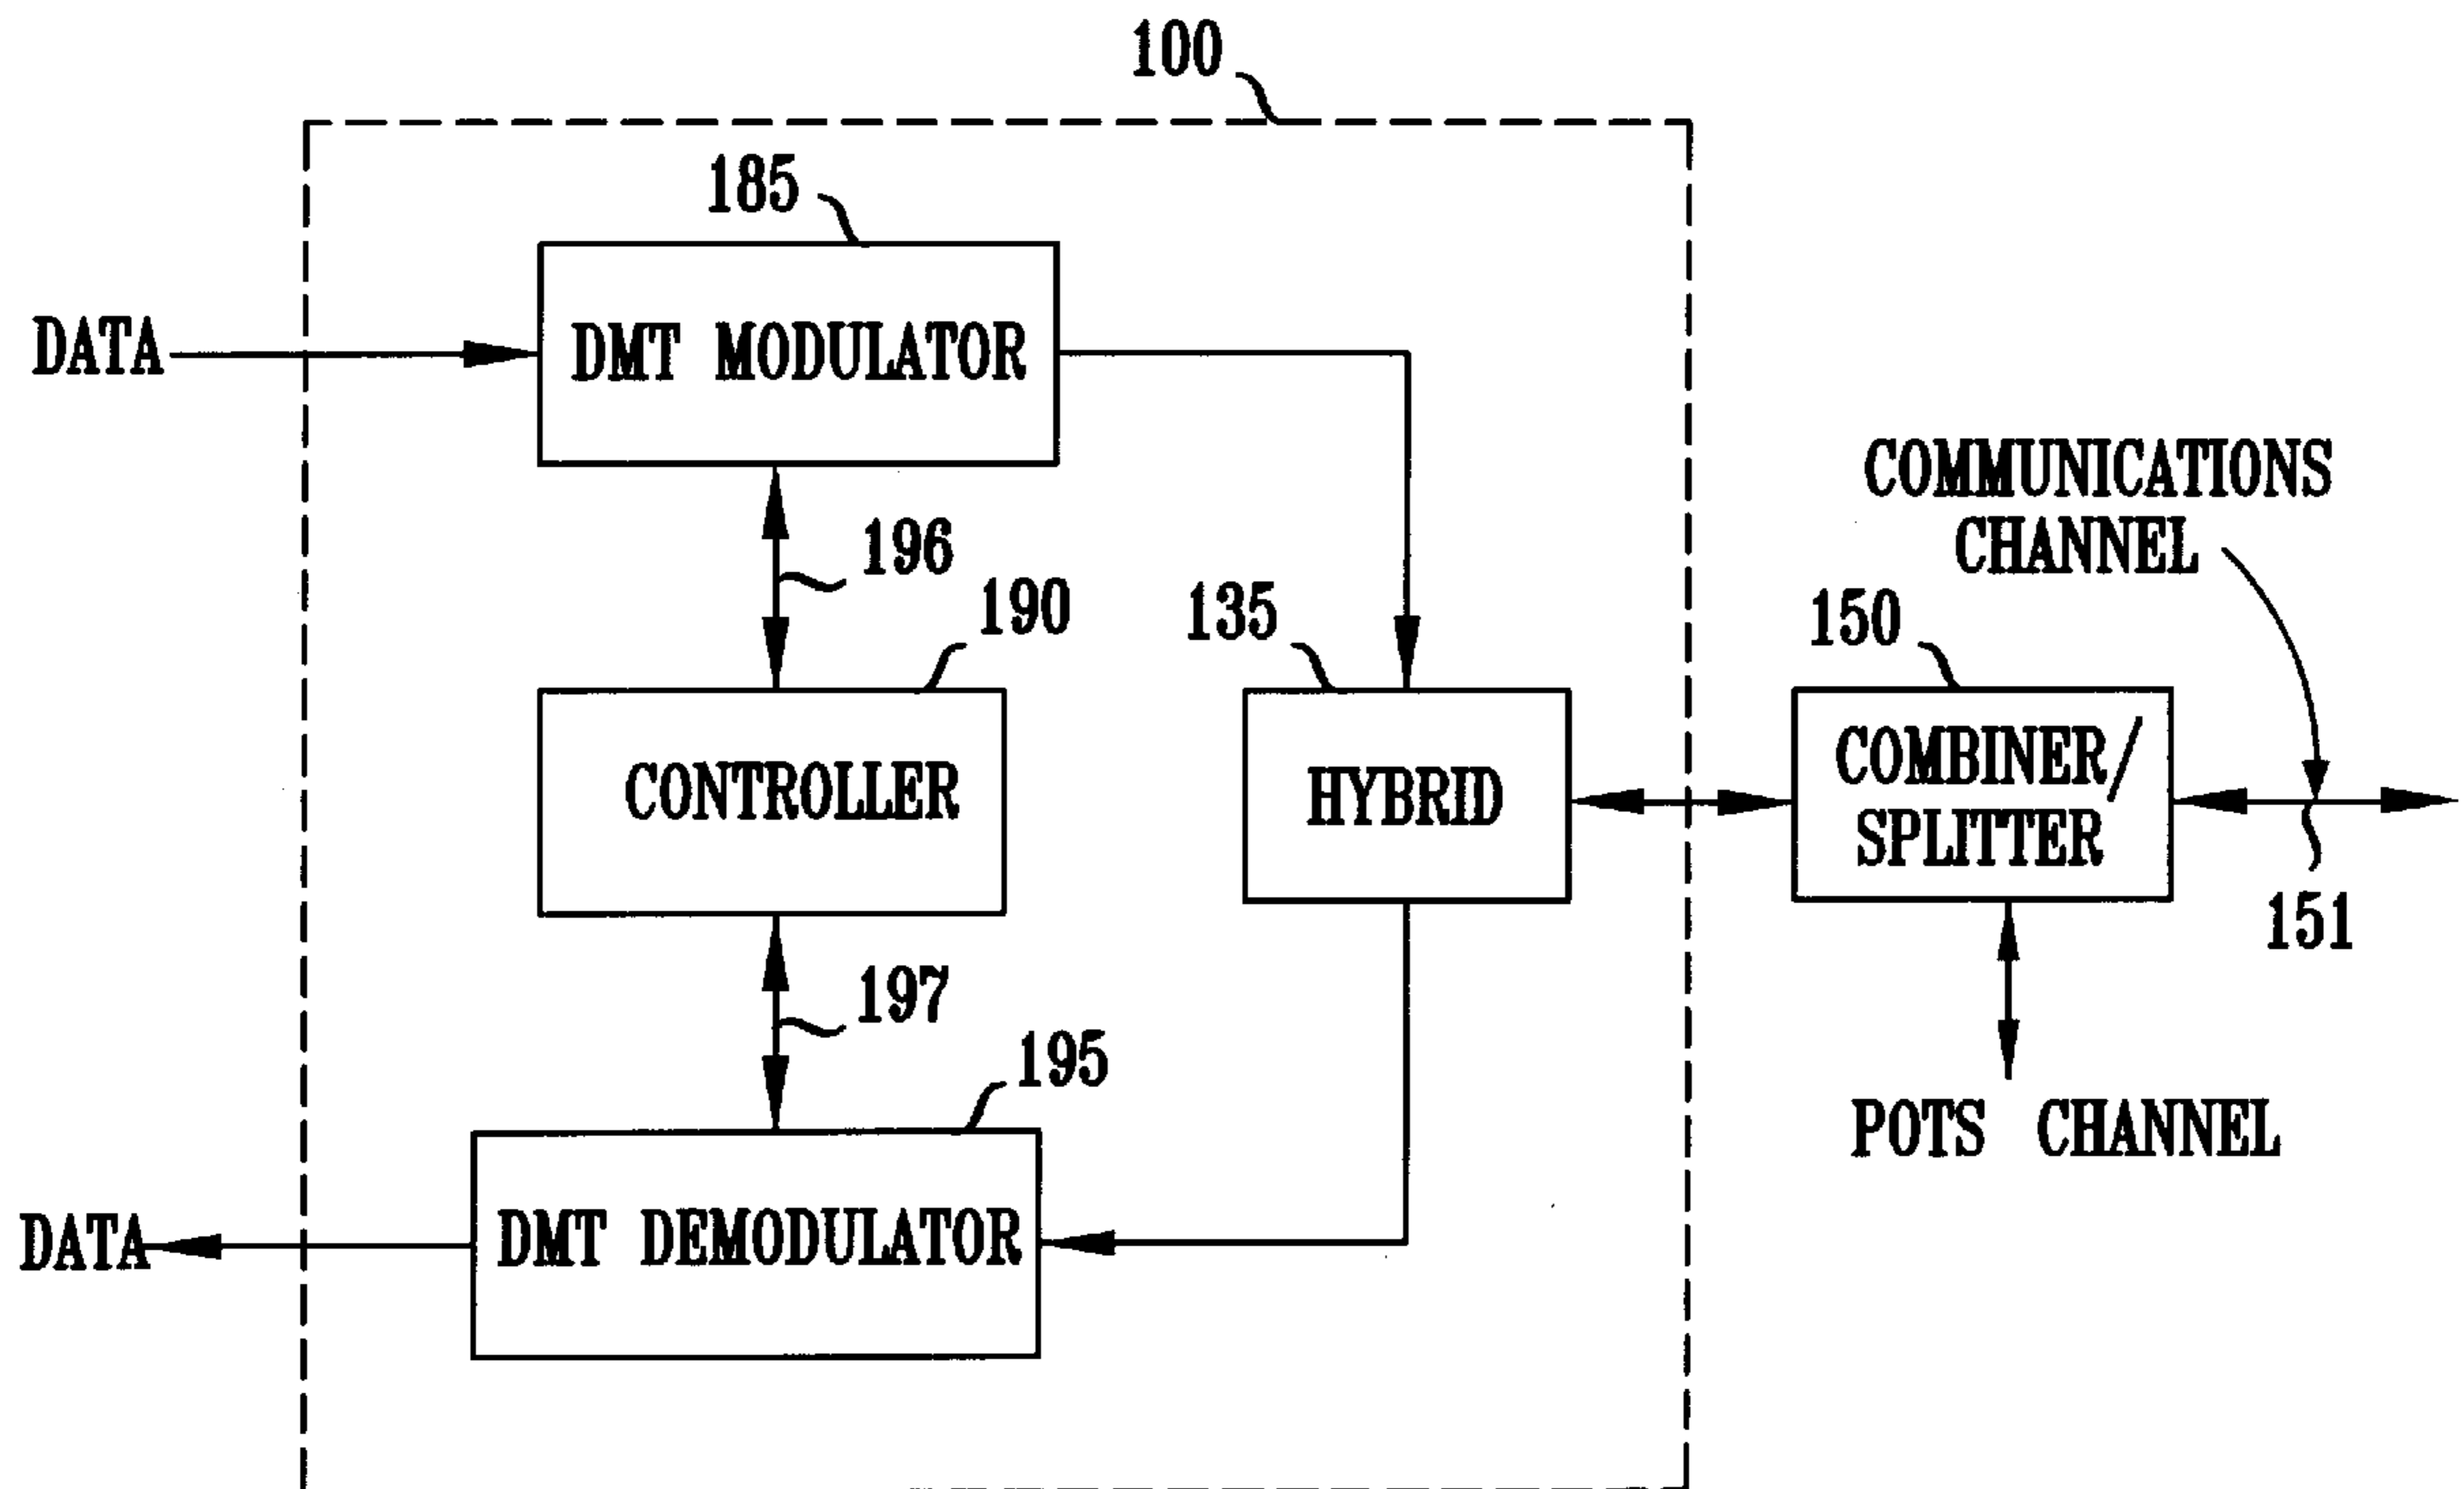 100
185
DATA
DMT MODULATOR
COMMUNICATIONS
CHANNEL
196
190
135
150
CONTROLLER
HYBRID
COMBINER/
SPLITTER
151
197
195
POTS CHANNEL
DATA
DMT DEMODULATOR